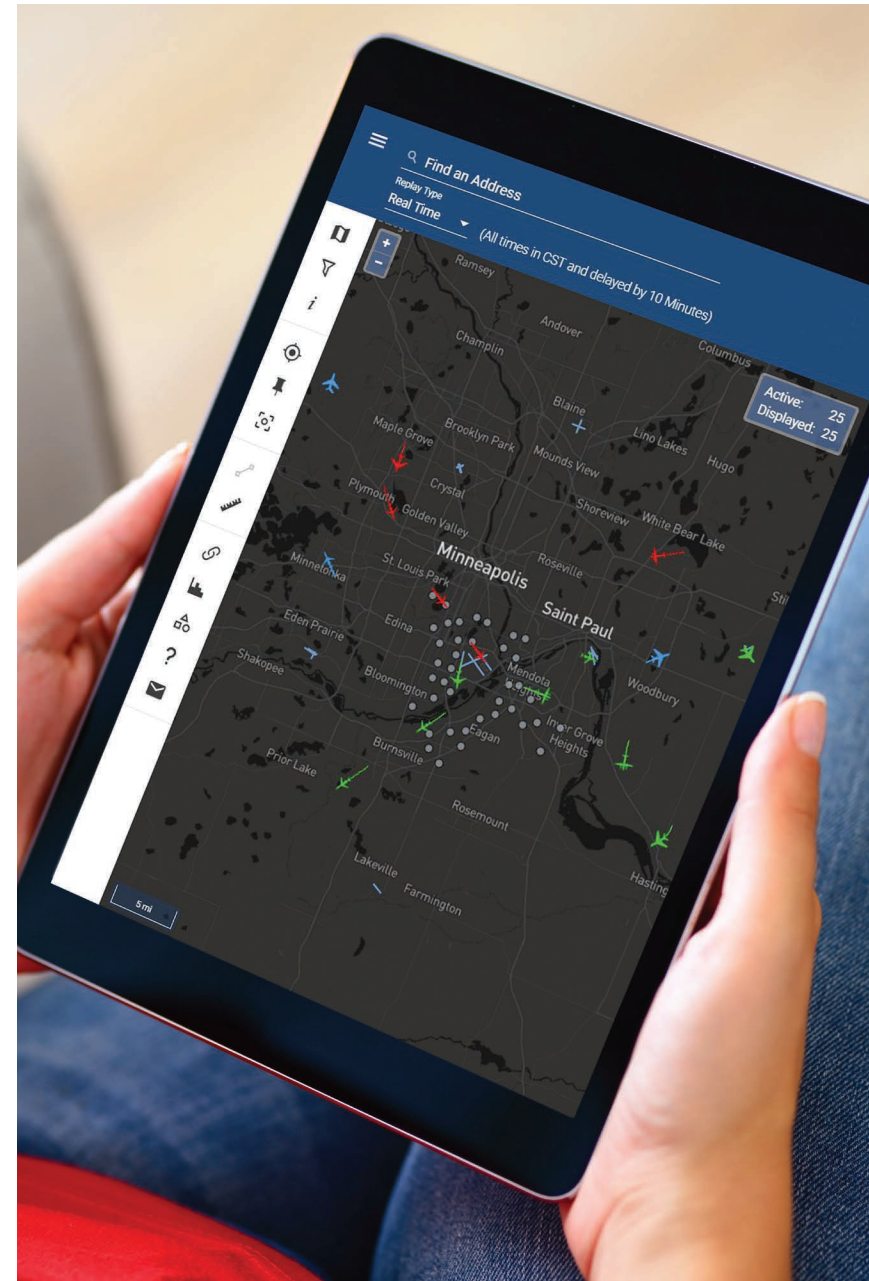 Find an Address
Replay Type
Real Time
(All times in CST and delayed by 10 Minutes)
+
-
Active: 25
Displayed: 25
Ramsey
Andover
Columbus
Champlin
Blaine
Lino Lakes
Hugo
Maple Grove
Brooklyn Park
Mounds View
Plymouth
Crystal
Shoreview
White Bear Lake
Golden Valley
Minneapolis
Roseville
Minnetonka
St. Louis Park
Saint Paul
Sti
Eden Prairie
Edina
Mendota
Heights
Woodbury
Shakopee
Bloomington
Inver Grove
Heights
Eagan
Burnsville
Prior Lake
Rosemount
Hasting
Lakeville
Farmington
i
?
5 mi